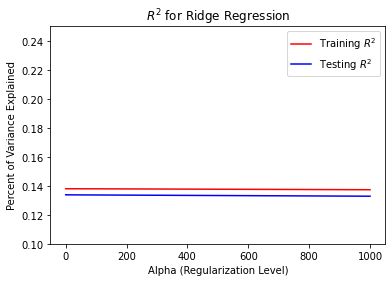 R² for Ridge Regression
Training R²
Testing R²
Percent of Variance Explained
0.24
0.22
0.20
0.18
0.16
0.14
0.12
0.10
0 200 400 600 800 1000
Alpha (Regularization Level)